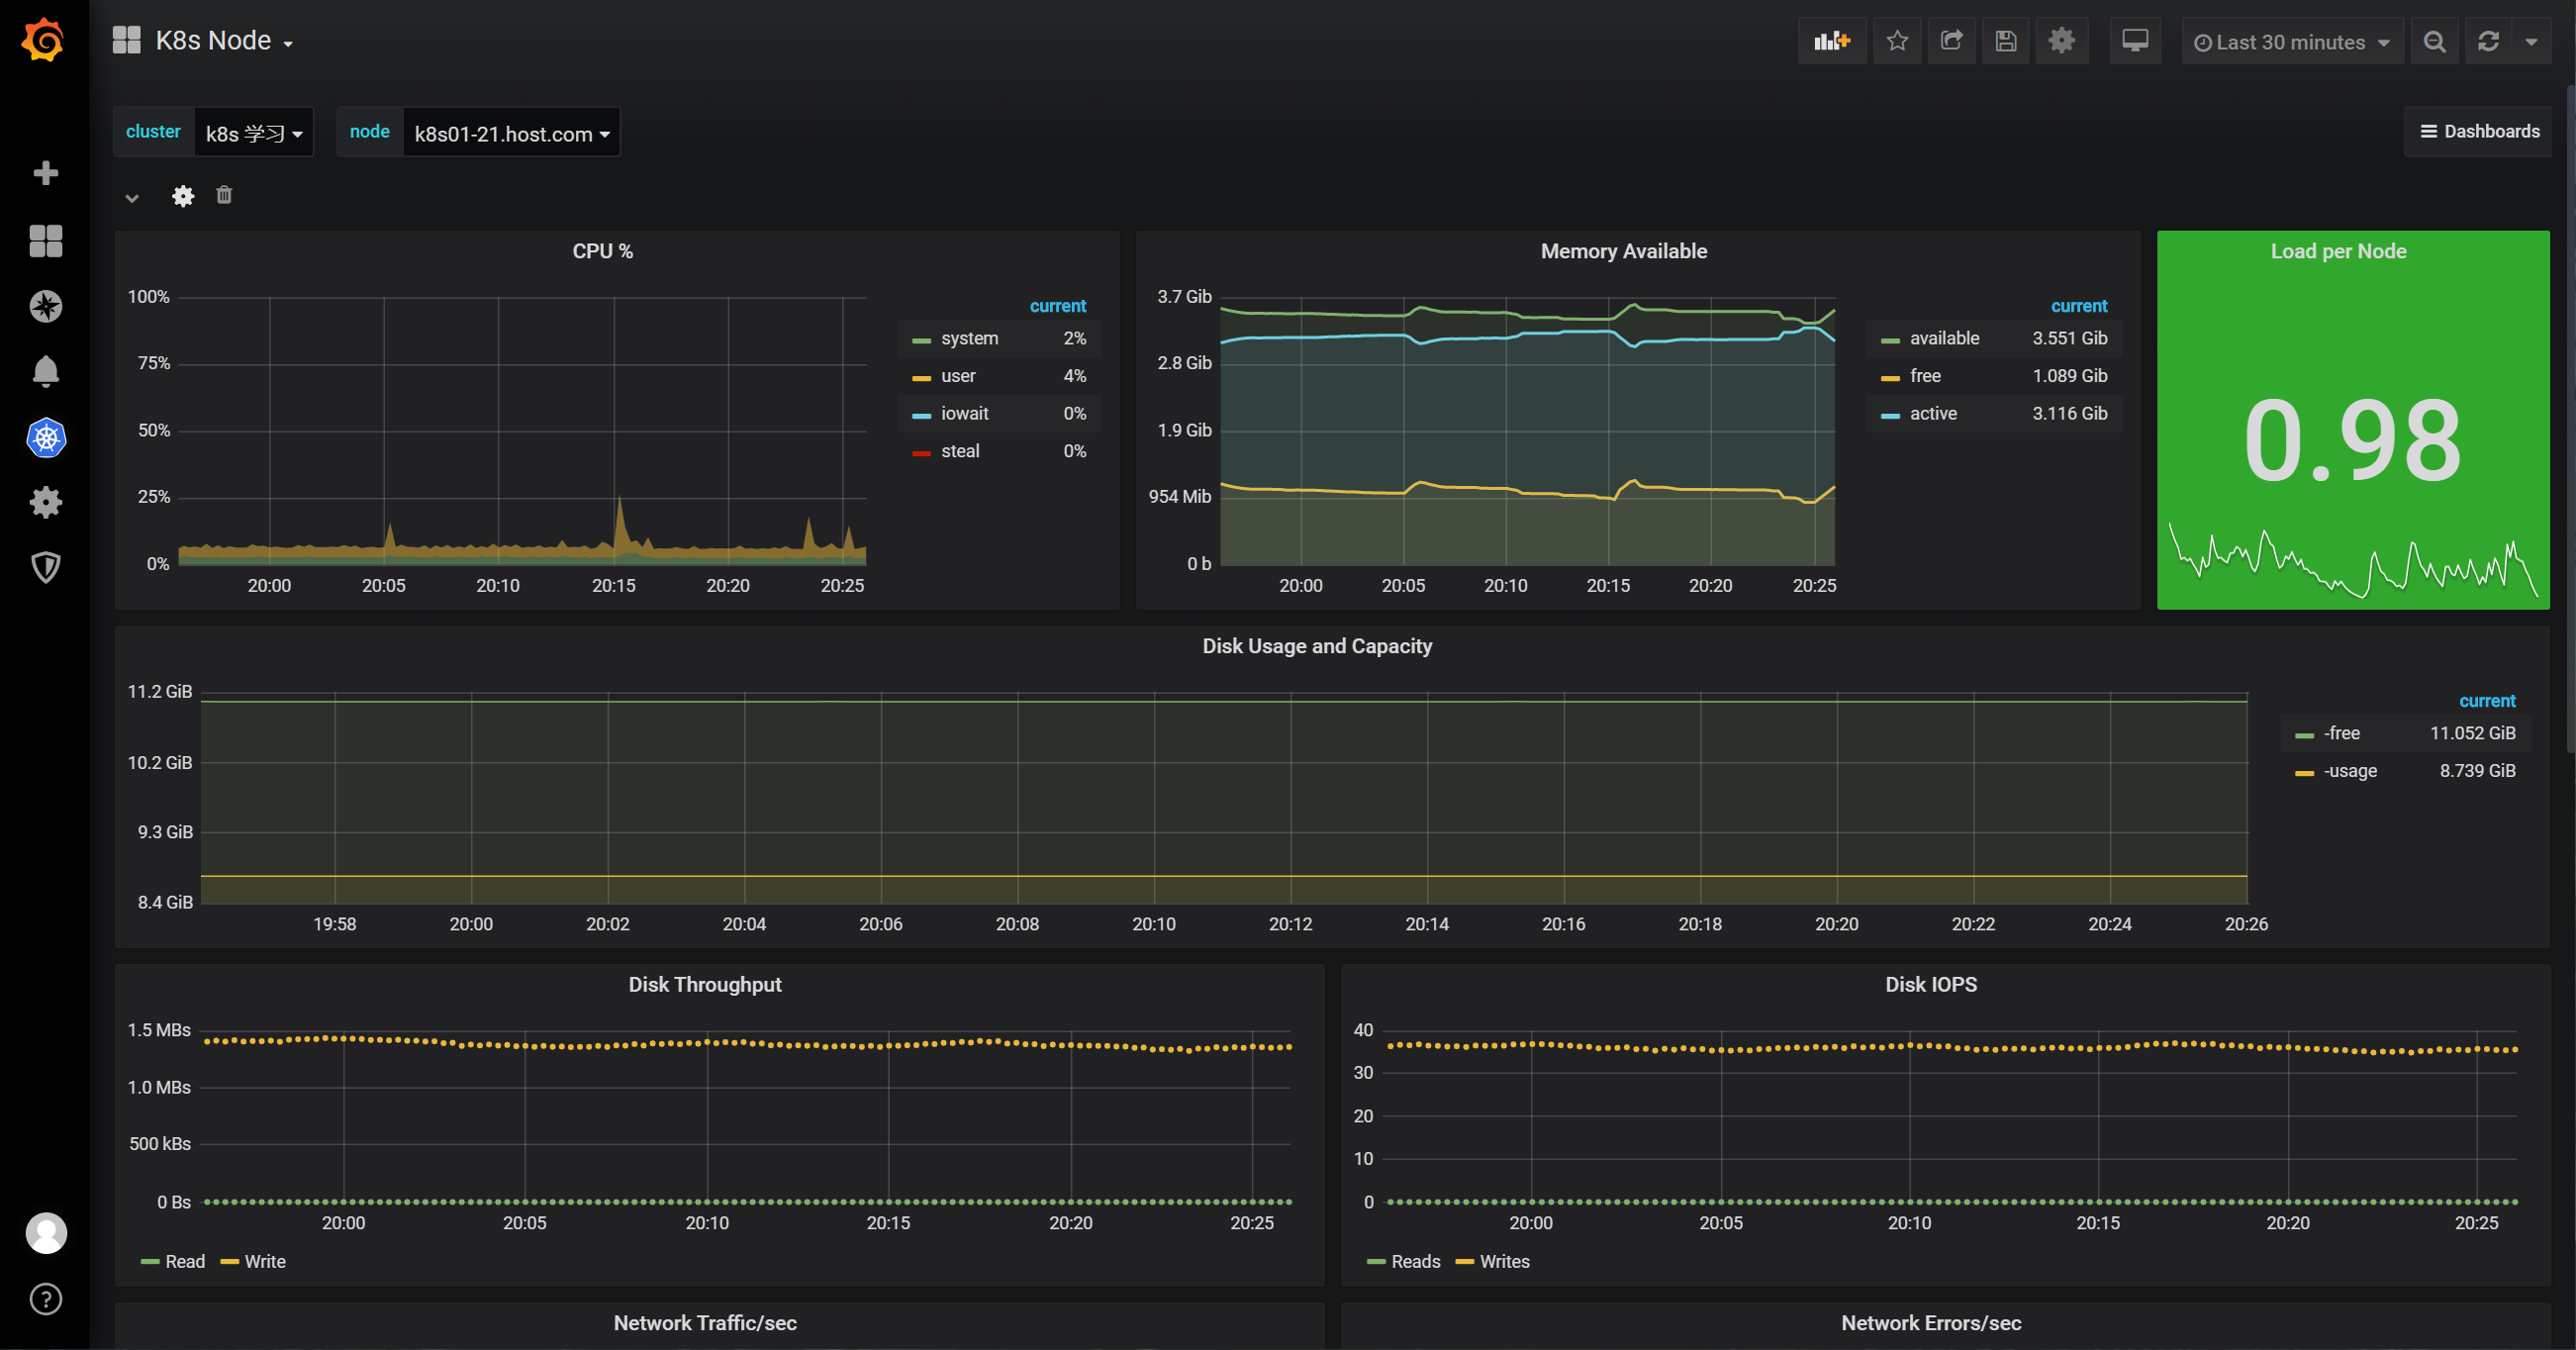 K8s Node
Last 30 minutes
cluster k8s 学习 node k8s01-21.host.com
Dashboards
CPU %
100%
75%
50%
25%
0%
20:00 20:05 20:10 20:15 20:20 20:25
current
system 2%
user 4%
iowait 0%
steal 0%
Memory Available
3.7 Gib
2.8 Gib
1.9 Gib
954 Mib
0 b
20:00 20:05 20:10 20:15 20:20 20:25
current
available 3.551 Gib
free 1.089 Gib
active 3.116 Gib
Load per Node
0.98
Disk Usage and Capacity
11.2 GiB
10.2 GiB
9.3 GiB
8.4 GiB
19:58 20:00 20:02 20:04 20:06 20:08 20:10 20:12 20:14 20:16 20:18 20:20 20:22 20:24 20:26
current
-free 11.052 GiB
-usage 8.739 GiB
Disk Throughput
1.5 MBs
1.0 MBs
500 kBs
0 Bs
20:00 20:05 20:10 20:15 20:20 20:25
Read Write
Disk IOPS
40
30
20
10
0
20:00 20:05 20:10 20:15 20:20 20:25
Reads Writes
Network Traffic/sec
Network Errors/sec